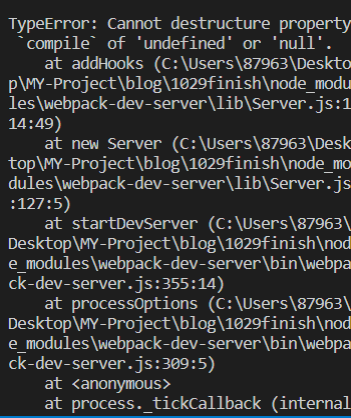 TypeError: Cannot destructure property
`compile` of 'undefined' or 'null'.
at addHooks (C:\Users\87963\Deskto
p\MY-Project\blog\1029finish\node_modu
les\webpack-dev-server\lib\Server.js:1
14:49)
at new Server (C:\Users\87963\Desk
top\MY-Project\blog\1029finish\node_mo
dules\webpack-dev-server\lib\Server.js
:127:5)
at startDevServer (C:\Users\87963\
Desktop\MY-Project\blog\1029finish\nod
e_modules\webpack-dev-server\bin\webpa
ck-dev-server.js:355:14)
at processOptions (C:\Users\87963\
Desktop\MY-Project\blog\1029finish\nod
e_modules\webpack-dev-server\bin\webpa
ck-dev-server.js:309:5)
at <anonymous>
at process._tickCallback (internal